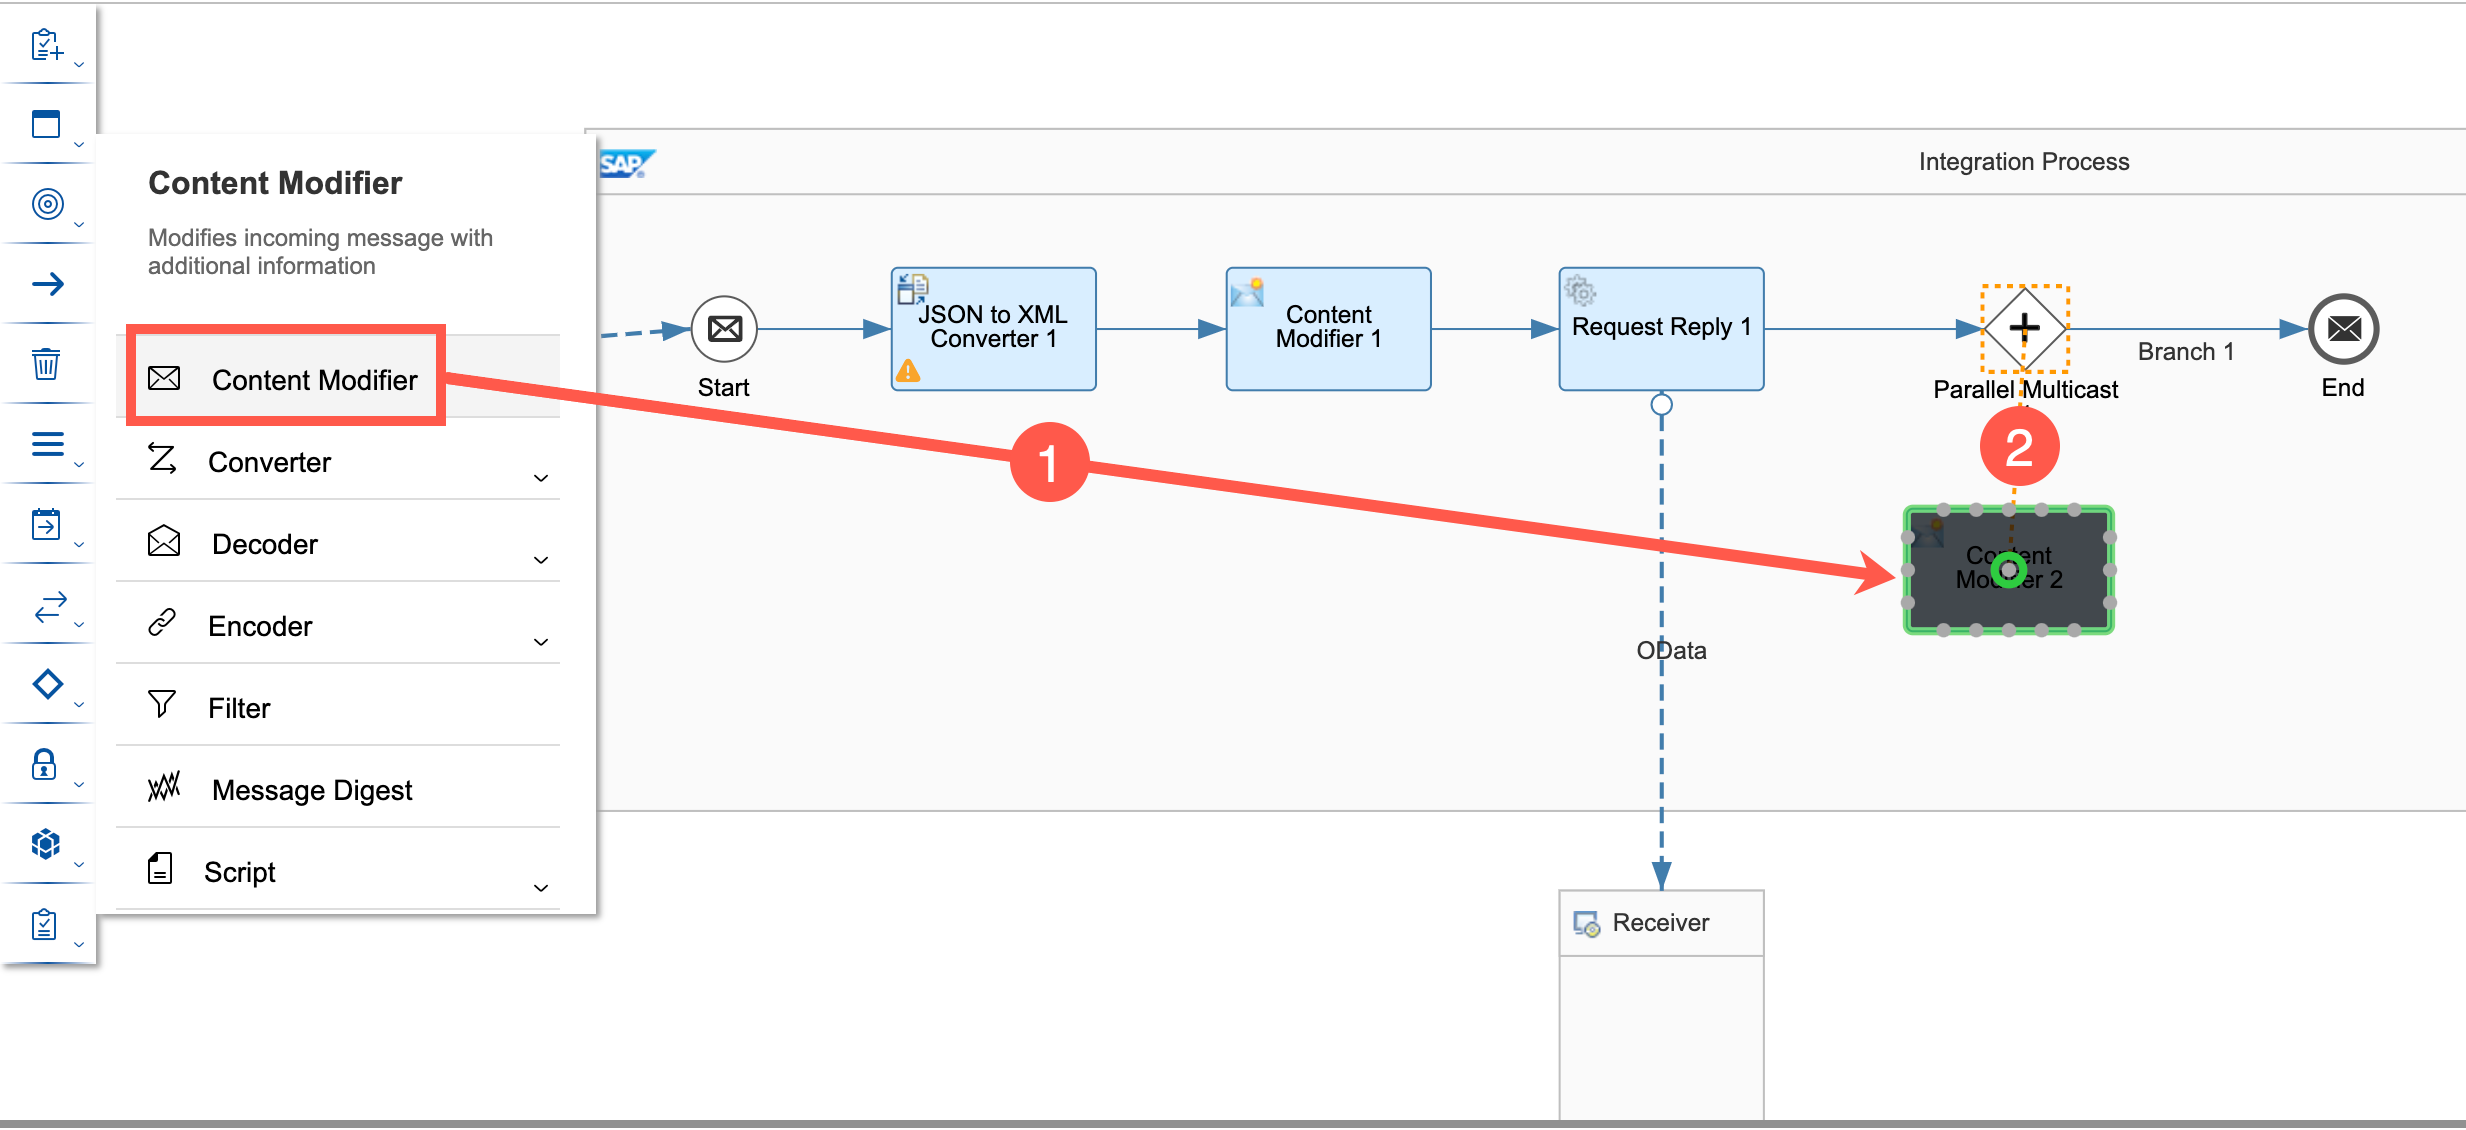 SAP
Integration Process
Content Modifier
Modifies incoming message with
additional information
Content Modifier
Converter
Decoder
Encoder
Filter
Message Digest
Script
Start
JSON to XML
Converter 1
Content
Modifier 1
Request Reply 1
Parallel Multicast
Branch 1
End
1
2
Content
Modifier 2
OData
Receiver